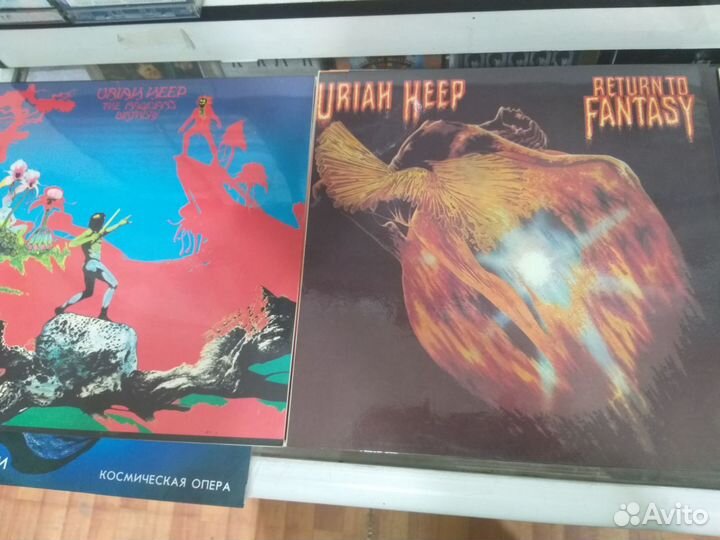 URIAH HEEP
THE MAGICIAN'S
BIRTHDAY
URIAH HEEP
RETURN TO
FANTASY
И
КОСМИЧЕСКАЯ ОПЕРА
Avito